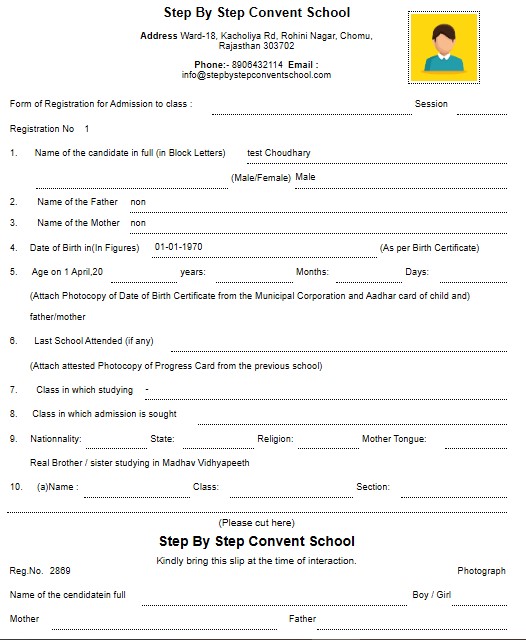 Step By Step Convent School
Address Ward-18, Kacholiya Rd, Rohini Nagar, Chomu,
Rajasthan 303702
Phone:- 8906432114 Email :
info@stepbystepconventschool.com
Form of Registration for Admission to class : Session
Registration No 1
1. Name of the candidate in full (in Block Letters) test Choudhary
(Male/Female) Male
2. Name of the Father non
3. Name of the Mother non
4. Date of Birth in(In Figures) 01-01-1970 (As per Birth Certificate)
5. Age on 1 April,20 years: Months: Days:
(Attach Photocopy of Date of Birth Certificate from the Municipal Corporation and Aadhar card of child and)
father/mother
6. Last School Attended (if any)
(Attach attested Photocopy of Progress Card from the previous school)
7. Class in which studying -
8. Class in which admission is sought
9. Nationnality: State: Religion: Mother Tongue:
Real Brother / sister studying in Madhav Vidhyapeeth
10. (a)Name : Class: Section:
(Please cut here)
Step By Step Convent School
Kindly bring this slip at the time of interaction.
Reg.No. 2869 Photograph
Name of the cendidatein full Boy / Girl
Mother Father